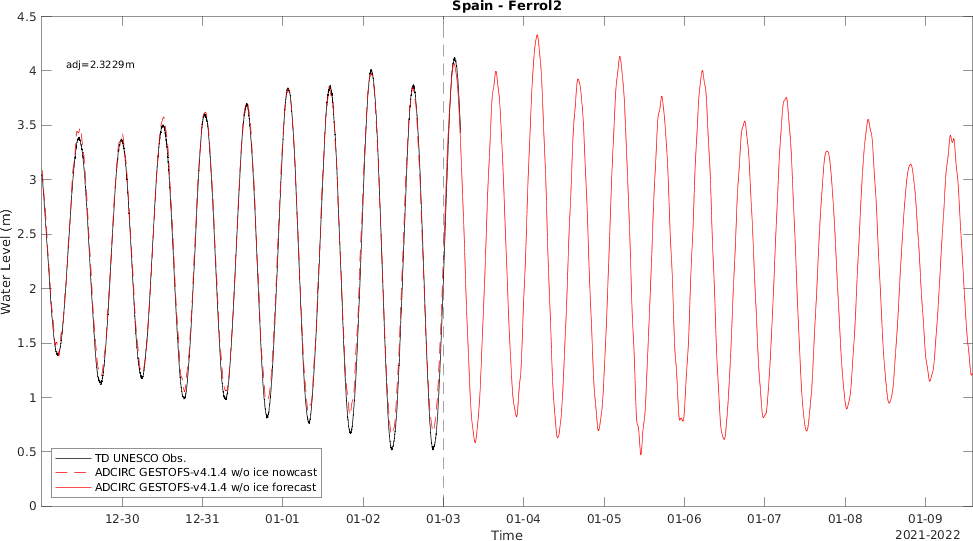 Spain - Ferrol2
adj=2.3229m
4.5
4
3.5
3
2.5
2
1.5
1
0.5
0
Water Level (m)
TD UNESCO Obs.
ADCIRC GESTOFS-v4.1.4 w/o ice nowcast
ADCIRC GESTOFS-v4.1.4 w/o ice forecast
12-30 12-31 01-01 01-02 01-03 01-04 01-05 01-06 01-07 01-08 01-09
Time
2021-2022